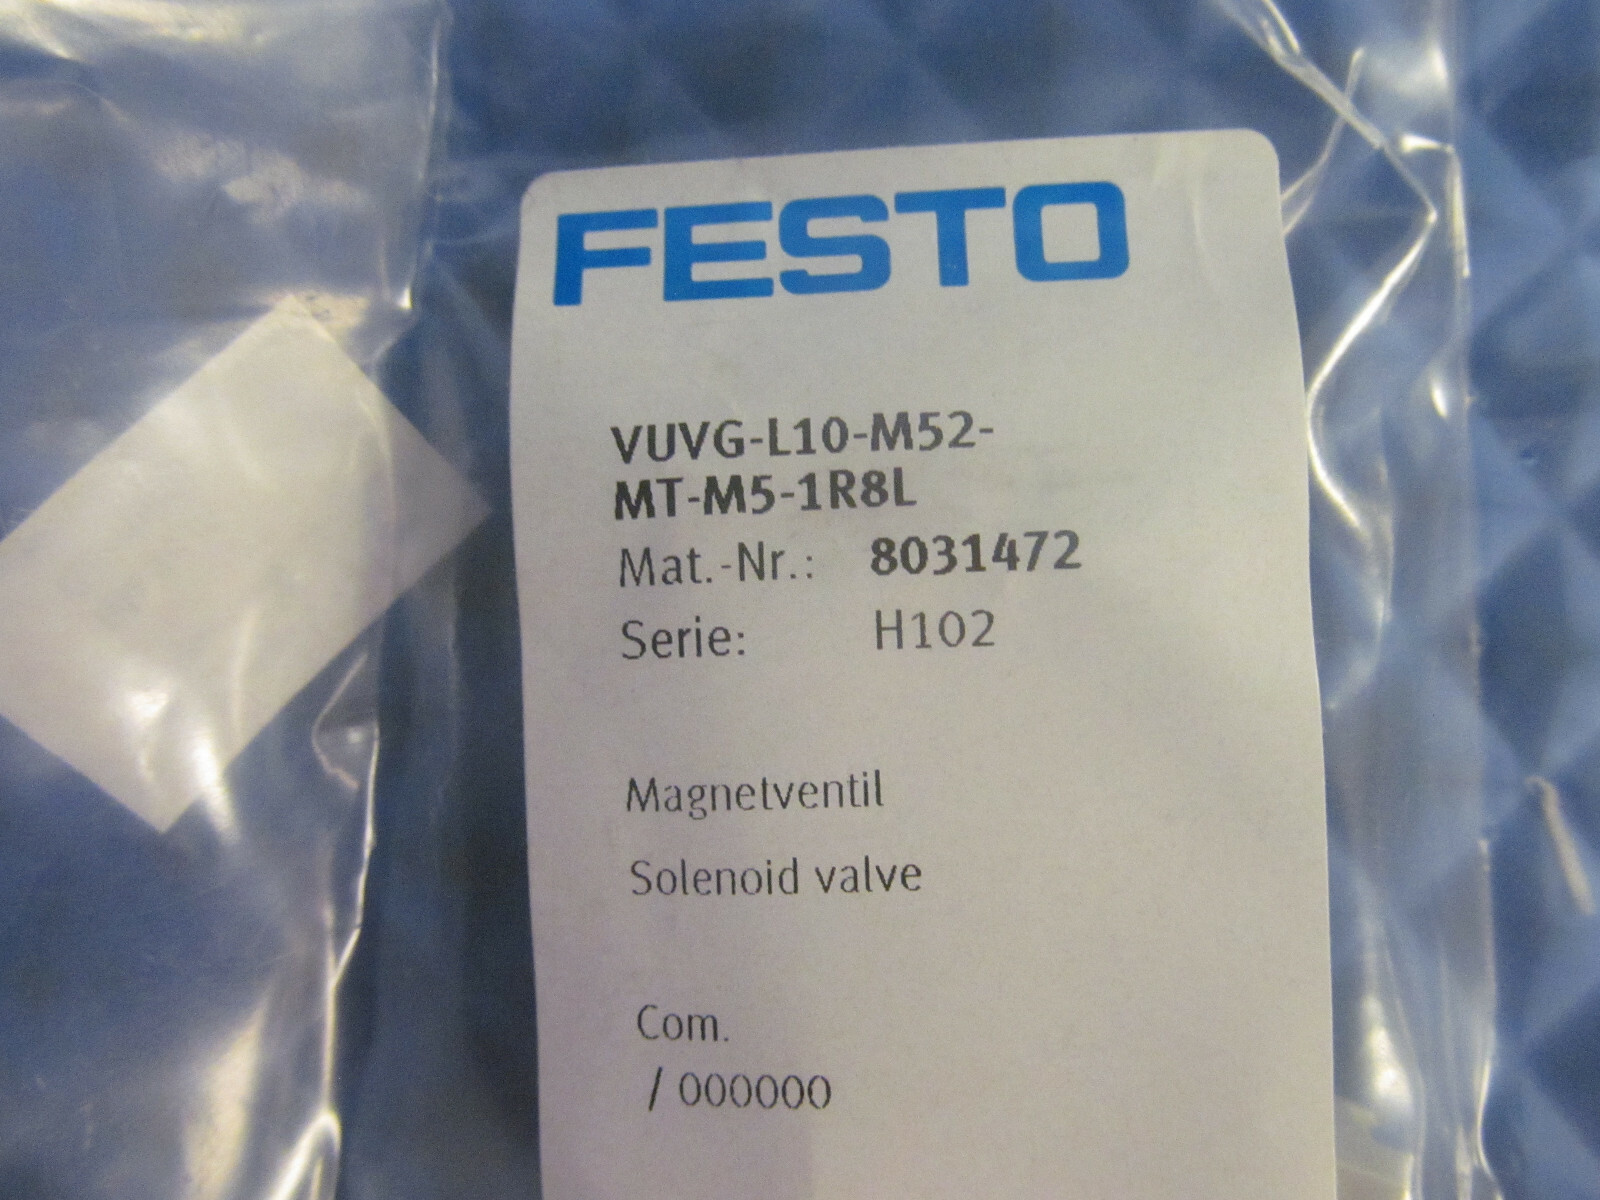 FESTO
VUVG-L10-M52-
MT-M5-1R8L
Mat.-Nr.: 8031472
Serie: H102
Magnetventil
Solenoid valve
Com.
/ 000000